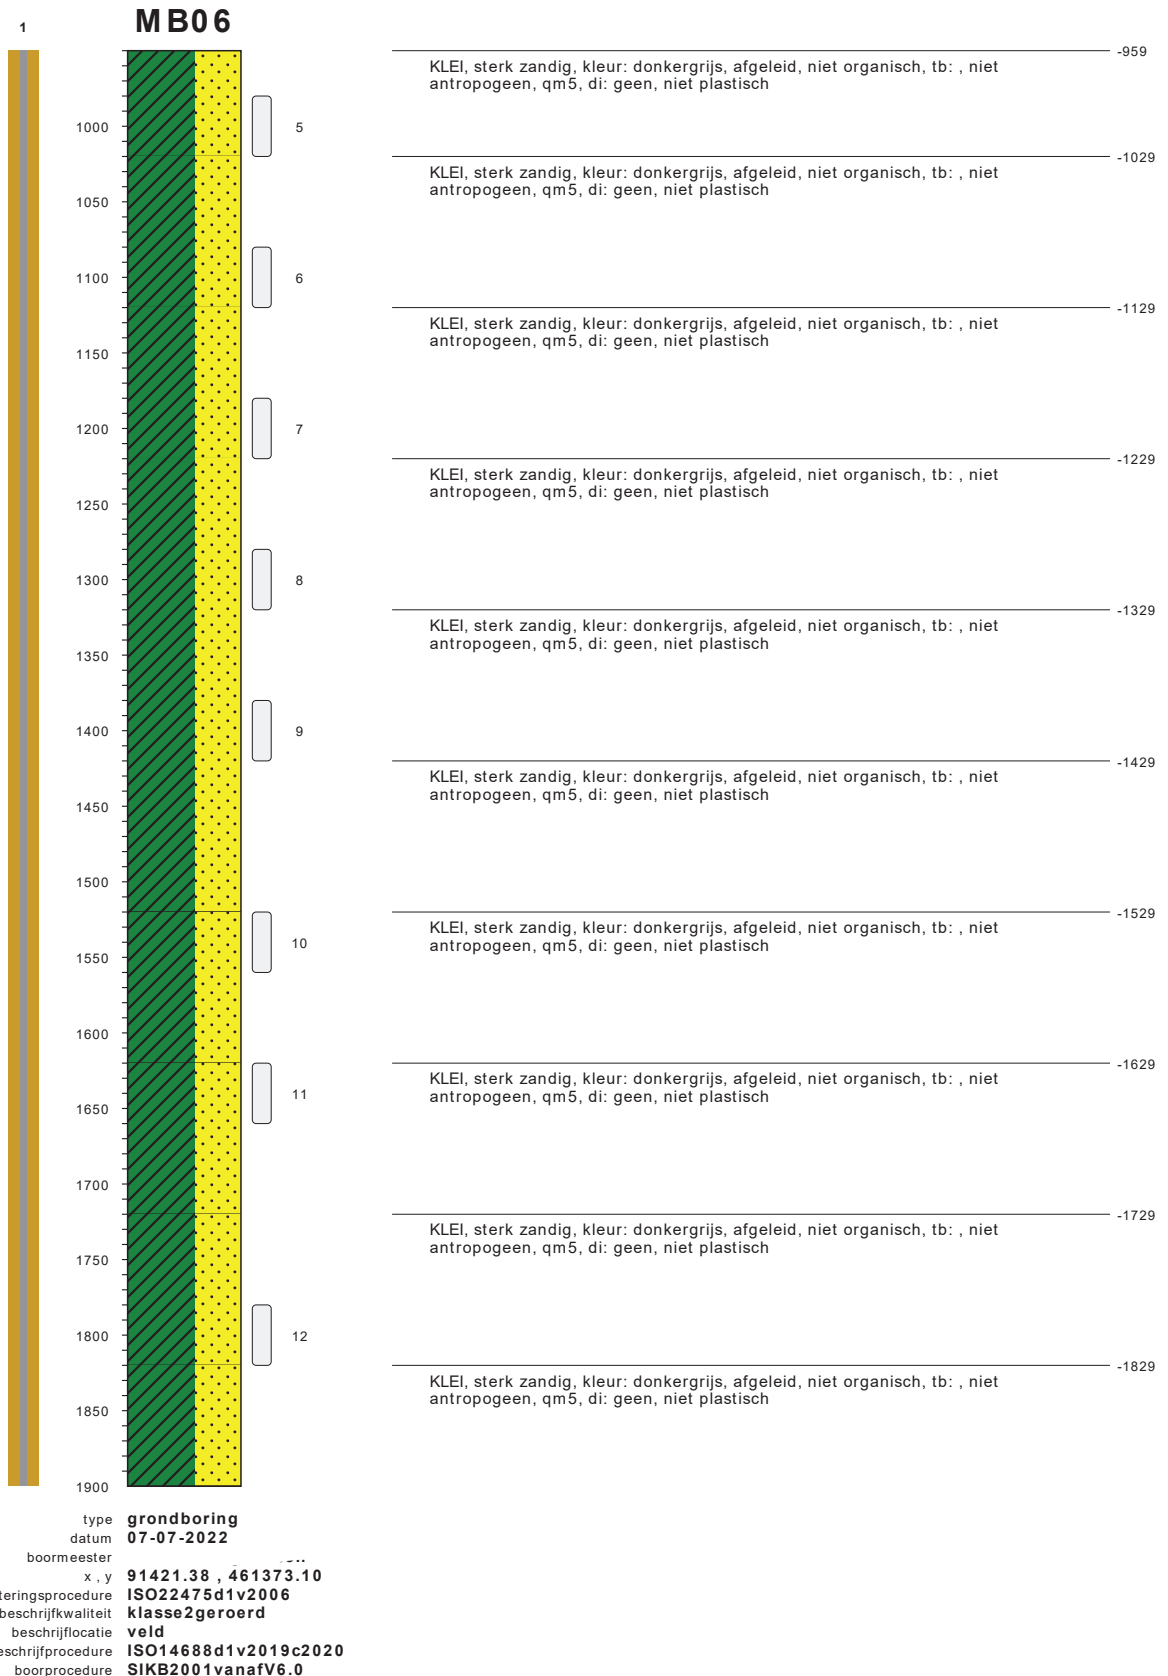 1
MB06
-959
KLEI, sterk zandig, kleur: donkergrijs, afgeleid, niet organisch, tb: , niet
antropogeen, qm5, di: geen, niet plastisch
1000
5
-1029
KLEI, sterk zandig, kleur: donkergrijs, afgeleid, niet organisch, tb: , niet
antropogeen, qm5, di: geen, niet plastisch
1050
1100
6
-1129
KLEI, sterk zandig, kleur: donkergrijs, afgeleid, niet organisch, tb: , niet
antropogeen, qm5, di: geen, niet plastisch
1150
1200
7
-1229
KLEI, sterk zandig, kleur: donkergrijs, afgeleid, niet organisch, tb: , niet
antropogeen, qm5, di: geen, niet plastisch
1250
1300
8
-1329
KLEI, sterk zandig, kleur: donkergrijs, afgeleid, niet organisch, tb: , niet
antropogeen, qm5, di: geen, niet plastisch
1350
1400
9
-1429
KLEI, sterk zandig, kleur: donkergrijs, afgeleid, niet organisch, tb: , niet
antropogeen, qm5, di: geen, niet plastisch
1450
1500
-1529
KLEI, sterk zandig, kleur: donkergrijs, afgeleid, niet organisch, tb: , niet
antropogeen, qm5, di: geen, niet plastisch
10
1550
1600
-1629
KLEI, sterk zandig, kleur: donkergrijs, afgeleid, niet organisch, tb: , niet
antropogeen, qm5, di: geen, niet plastisch
11
1650
1700
-1729
KLEI, sterk zandig, kleur: donkergrijs, afgeleid, niet organisch, tb: , niet
antropogeen, qm5, di: geen, niet plastisch
1750
1800
12
-1829
KLEI, sterk zandig, kleur: donkergrijs, afgeleid, niet organisch, tb: , niet
antropogeen, qm5, di: geen, niet plastisch
1850
1900
type grondboring
datum 07-07-2022
boormeester
x , y 91421.38 , 461373.10
teringsprocedure ISO22475d1v2006
beschrijfkwaliteit klasse2geroerd
beschrijflocatie veld
eschrijfprocedure ISO14688d1v2019c2020
boorprocedure SIKB2001vanafV6.0